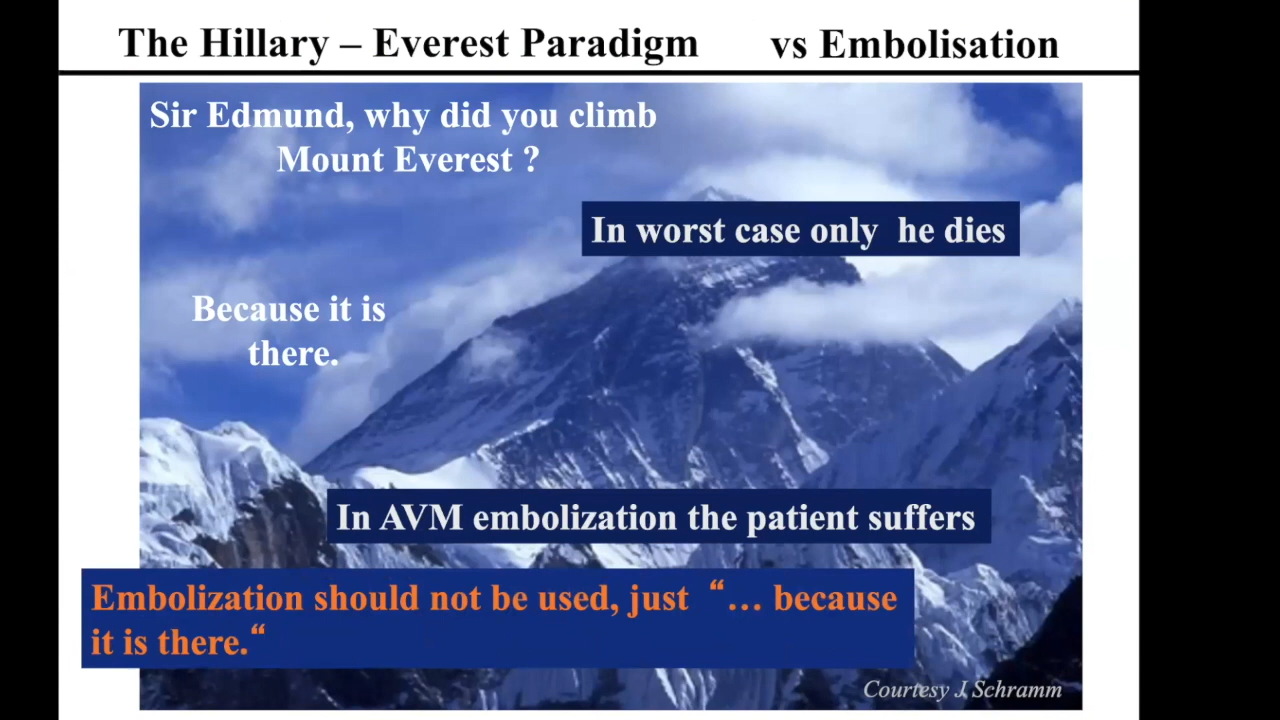 The Hillary – Everest Paradigm vs Embolisation
Sir Edmund, why did you climb
Mount Everest ?
In worst case only he dies
Because it is
there.
In AVM embolization the patient suffers
Embolization should not be used, just “… because
it is there.“
Courtesy J. Schramm